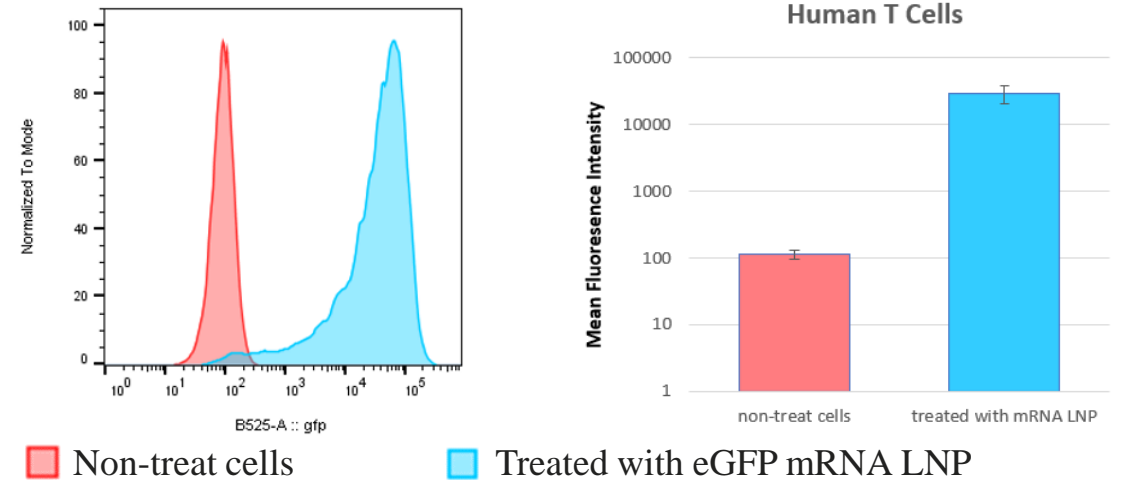 Normalized To Mode
100
80
60
40
20
0
10^0 10^1 10^2 10^3 10^4 10^5
B525-A :: gfp
Human T Cells
Mean Fluoresence Intensity
100000
10000
1000
100
10
1
non-treat cells treated with mRNA LNP
Non-treat cells Treated with eGFP mRNA LNP